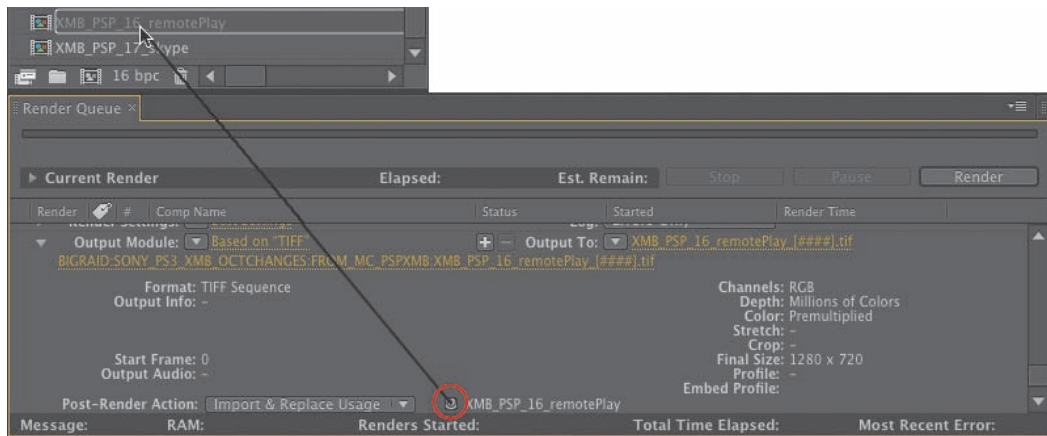 XMB_PSP_16_remotePlay
XMB_PSP_17_skype
16 bpc
Render Queue ×
Current Render Elapsed: Est. Remain: Stop Pause Render
Render # Comp Name Status Started Render Time
Output Module: Based on "TIFF" Output To: XMB_PSP_16_remotePlay_[####].tif
BIGRAID:SONY_PS3_XMB_OCTCHANGES:FROM_MC_PSPXMB:XMB_PSP_16_remotePlay_[####].tif
Format: TIFF Sequence Channels: RGB
Output Info: – Depth: Millions of Colors
Color: Premultiplied
Stretch: –
Crop: –
Start Frame: 0 Final Size: 1280 x 720
Output Audio: – Profile: –
Embed Profile:
Post-Render Action: Import & Replace Usage XMB_PSP_16_remotePlay
Message: RAM: Renders Started: Total Time Elapsed: Most Recent Error: